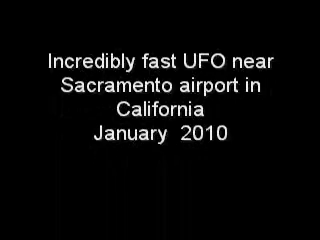 Incredibly fast UFO near
Sacramento airport in
California
January  2010